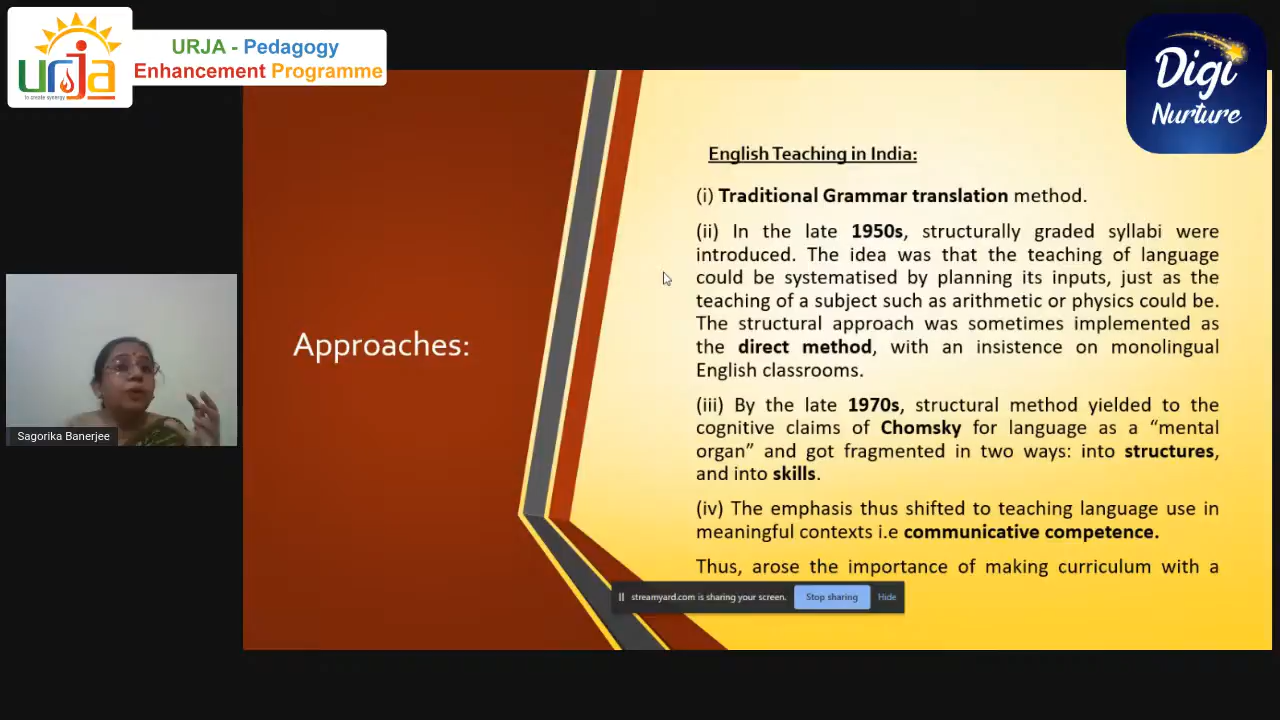 urja
to create synergy
URJA - Pedagogy
Enhancement Programme
Digi
Nurture
Approaches:
English Teaching in India:
(i) Traditional Grammar translation method.
(ii) In the late 1950s, structurally graded syllabi were
introduced. The idea was that the teaching of language
could be systematised by planning its inputs, just as the
teaching of a subject such as arithmetic or physics could be.
The structural approach was sometimes implemented as
the direct method, with an insistence on monolingual
English classrooms.
(iii) By the late 1970s, structural method yielded to the
cognitive claims of Chomsky for language as a “mental
organ” and got fragmented in two ways: into structures,
and into skills.
(iv) The emphasis thus shifted to teaching language use in
meaningful contexts i.e communicative competence.
Thus, arose the importance of making curriculum with a
streamyard.com is sharing your screen.
Stop sharing
Hide
Sagorika Banerjee